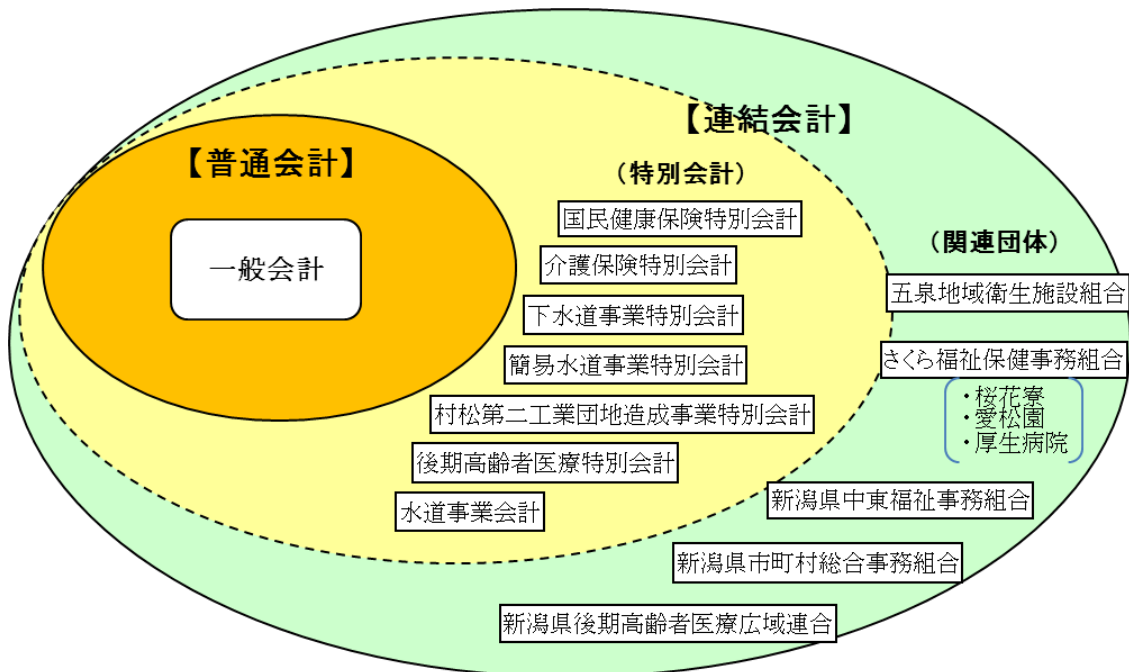 【連結会計】
【普通会計】
一般会計
(特別会計)
国民健康保険特別会計
介護保険特別会計
下水道事業特別会計
簡易水道事業特別会計
村松第二工業団地造成事業特別会計
後期高齢者医療特別会計
水道事業会計
(関連団体)
五泉地域衛生施設組合
さくら福祉保健事務組合
・桜花寮
・愛松園
・厚生病院
新潟県中東福祉事務組合
新潟県市町村総合事務組合
新潟県後期高齢者医療広域連合